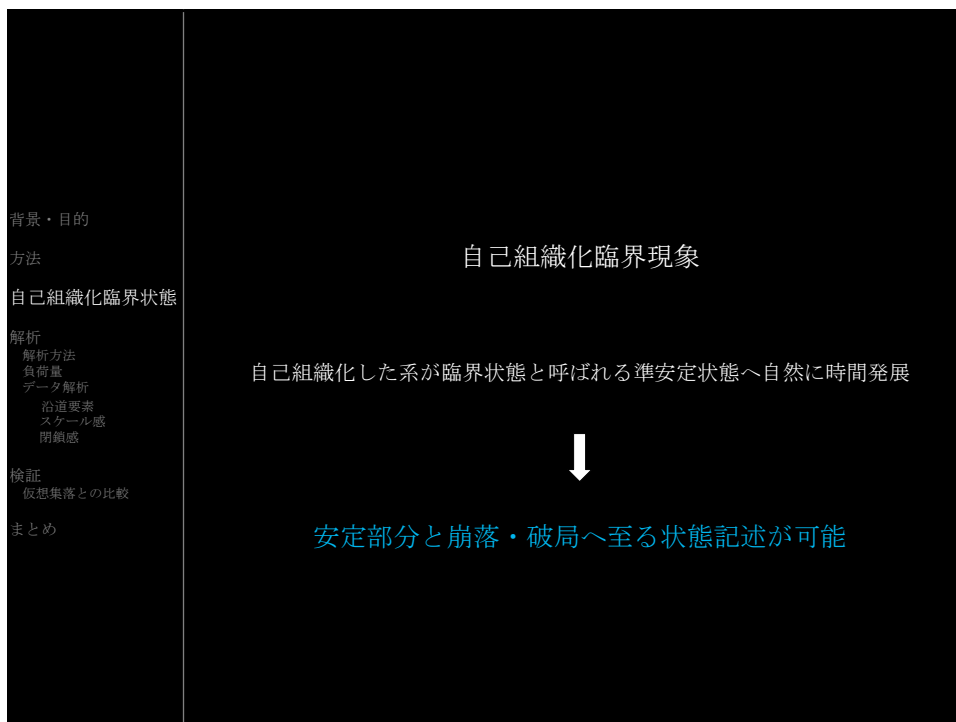 背景・目的
方法
自己組織化臨界状態
解析
解析方法
負荷量
データ解析
沿道要素
スケール感
閉鎖感
検証
仮想集落との比較
まとめ
自己組織化臨界現象
自己組織化した系が臨界状態と呼ばれる準安定状態へ自然に時間発展
安定部分と崩落・破局へ至る状態記述が可能